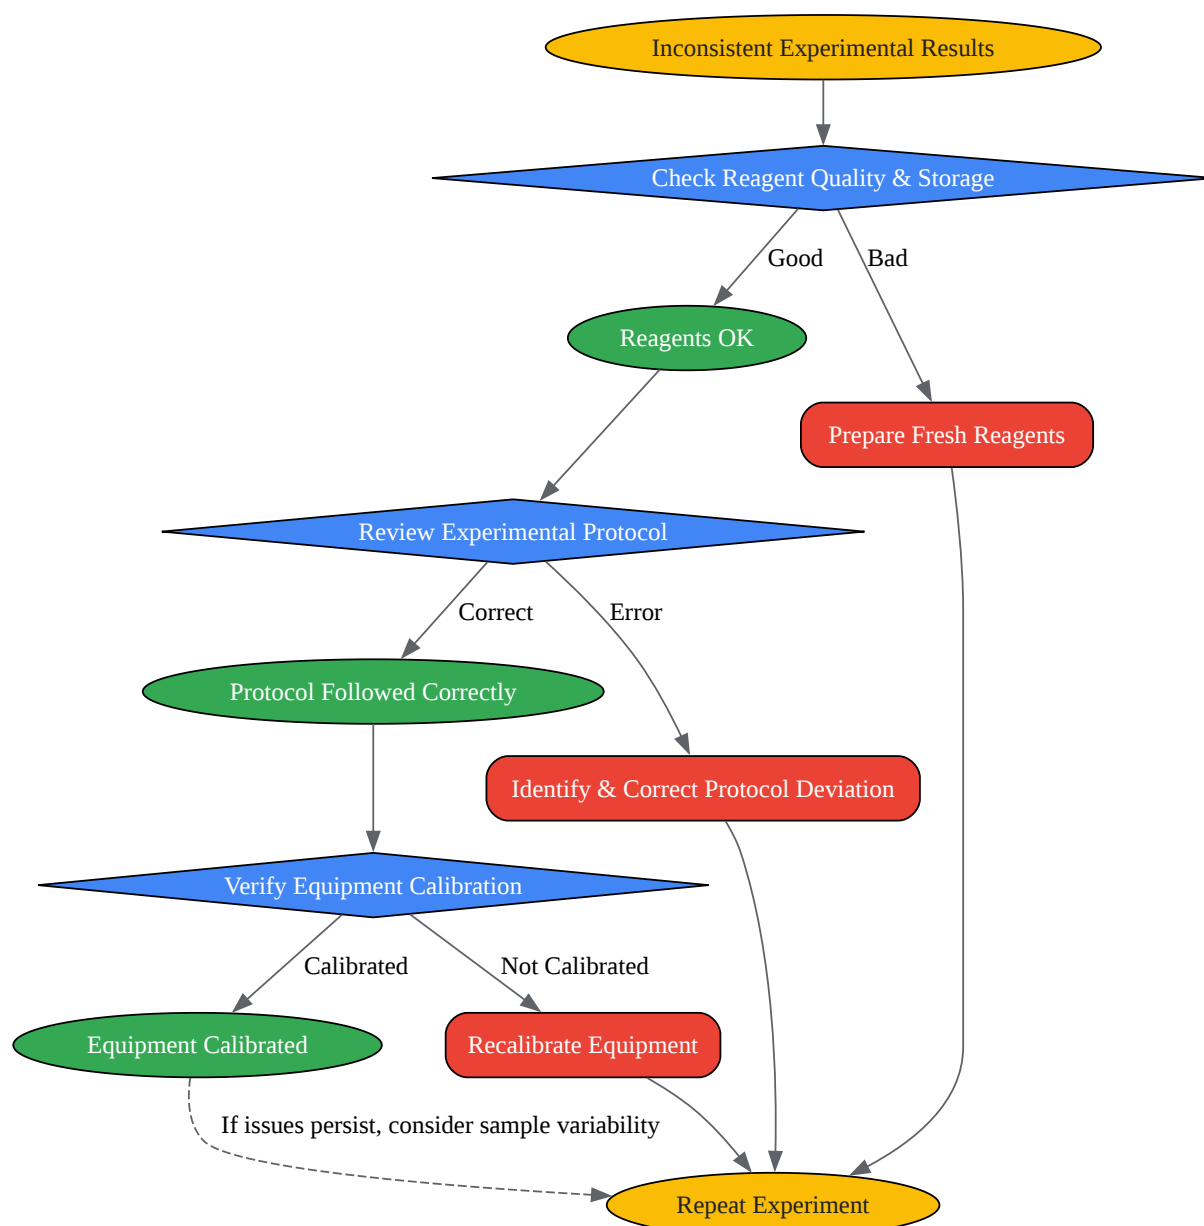 Inconsistent Experimental Results
Check Reagent Quality & Storage
Good
Bad
Reagents OK
Prepare Fresh Reagents
Review Experimental Protocol
Correct
Error
Protocol Followed Correctly
Identify & Correct Protocol Deviation
Verify Equipment Calibration
Calibrated
Not Calibrated
Equipment Calibrated
Recalibrate Equipment
If issues persist, consider sample variability
Repeat Experiment